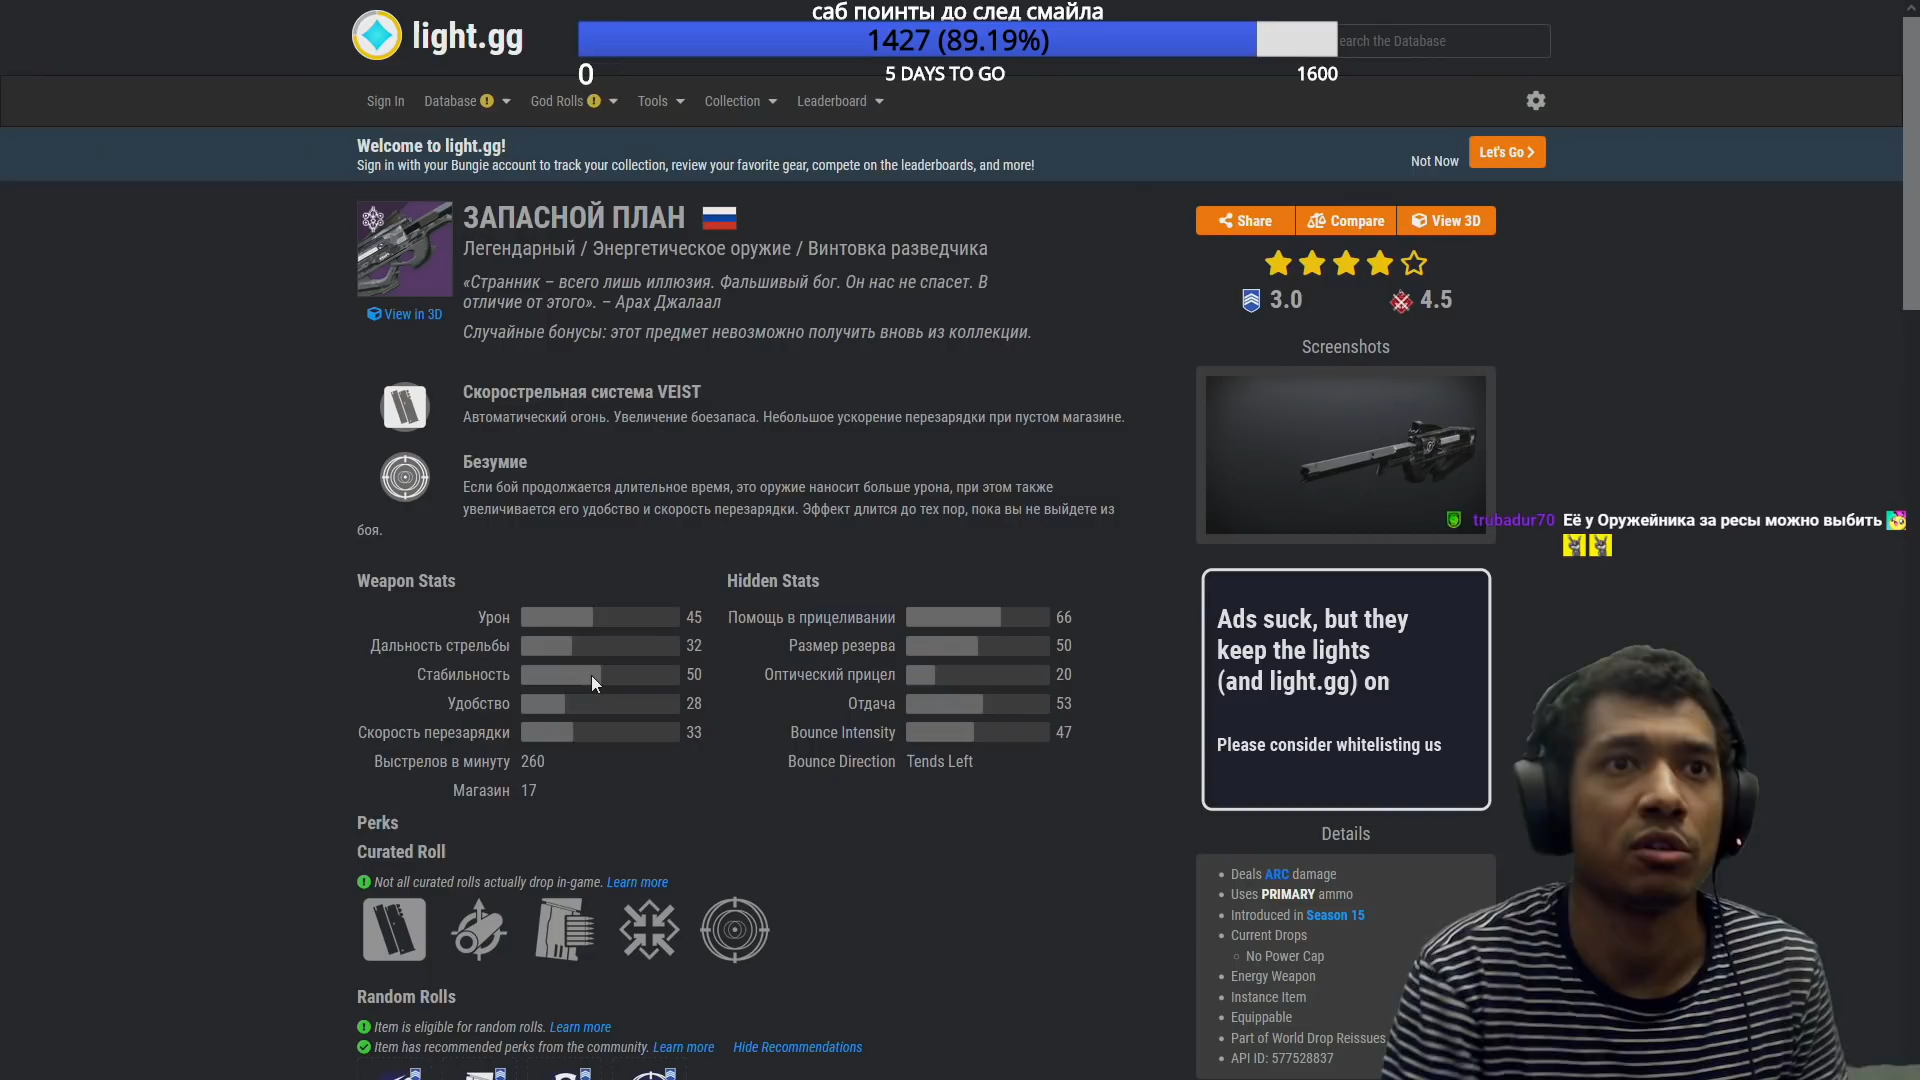 саб поинты до след смайла
light.gg
1427 (89.19%)
earch the Database
0
5 DAYS TO GO
1600
Sign In
Database
God Rolls
Tools
Collection
Leaderboard
Welcome to light.gg!
Sign in with your Bungie account to track your collection, review your favorite gear, compete on the leaderboards, and more!
Not Now
Let's Go
ЗАПАСНОЙ ПЛАН
Легендарный / Энергетическое оружие / Винтовка разведчика
«Странник – всего лишь иллюзия. Фальшивый бог. Он нас не спасет. В
отличие от этого». – Арах Джалаал
View in 3D
Случайные бонусы: этот предмет невозможно получить вновь из коллекции.
Share
Compare
View 3D
3.0
4.5
Screenshots
Скорострельная система VEIST
Автоматический огонь. Увеличение боезапаса. Небольшое ускорение перезарядки при пустом магазине.
Безумие
Если бой продолжается длительное время, это оружие наносит больше урона, при этом также
увеличивается его удобство и скорость перезарядки. Эффект длится до тех пор, пока вы не выйдете из
боя.
trubadur70 Её у Оружейника за ресы можно выбить
Weapon Stats
Урон 45
Дальность стрельбы 32
Стабильность 50
Удобство 28
Скорость перезарядки 33
Выстрелов в минуту 260
Магазин 17
Hidden Stats
Помощь в прицеливании 66
Размер резерва 50
Оптический прицел 20
Отдача 53
Bounce Intensity 47
Bounce Direction Tends Left
Ads suck, but they
keep the lights
(and light.gg) on
Please consider whitelisting us
Perks
Curated Roll
Not all curated rolls actually drop in-game. Learn more
Random Rolls
Item is eligible for random rolls. Learn more
Item has recommended perks from the community. Learn more Hide Recommendations
Details
Deals ARC damage
Uses PRIMARY ammo
Introduced in Season 15
Current Drops
No Power Cap
Energy Weapon
Instance Item
Equippable
Part of World Drop Reissues
API ID: 577528837